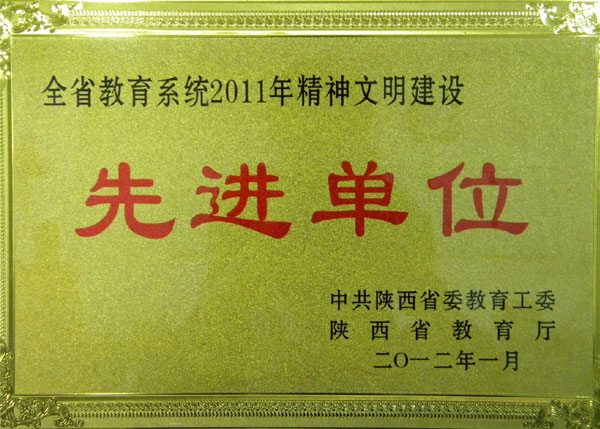 全省教育系统2011年精神文明建设
先进单位
中共陕西省委教育工委
陕西省教育厅
二〇一二年一月